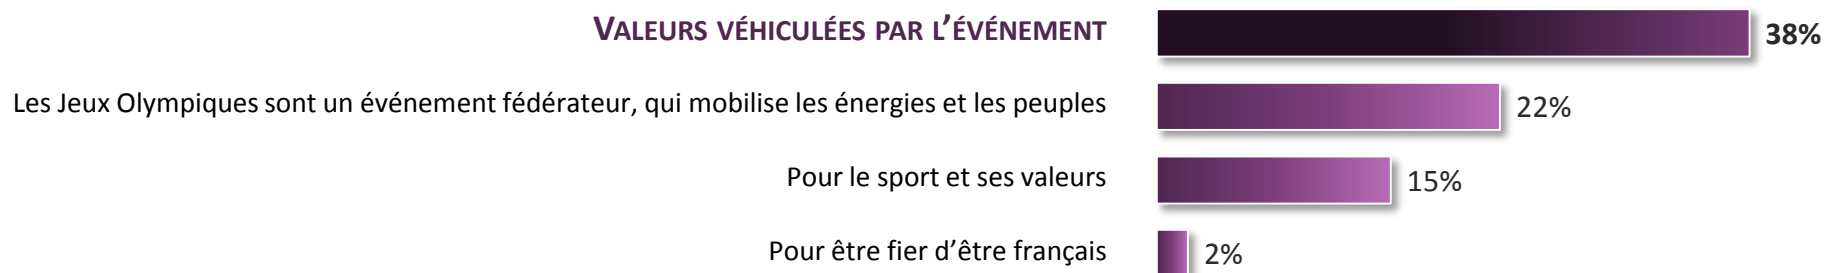 VALEURS VÉHICULÉES PAR L’ÉVÉNEMENT 38%
Les Jeux Olympiques sont un événement fédérateur, qui mobilise les énergies et les peuples 22%
Pour le sport et ses valeurs 15%
Pour être fier d’être français 2%